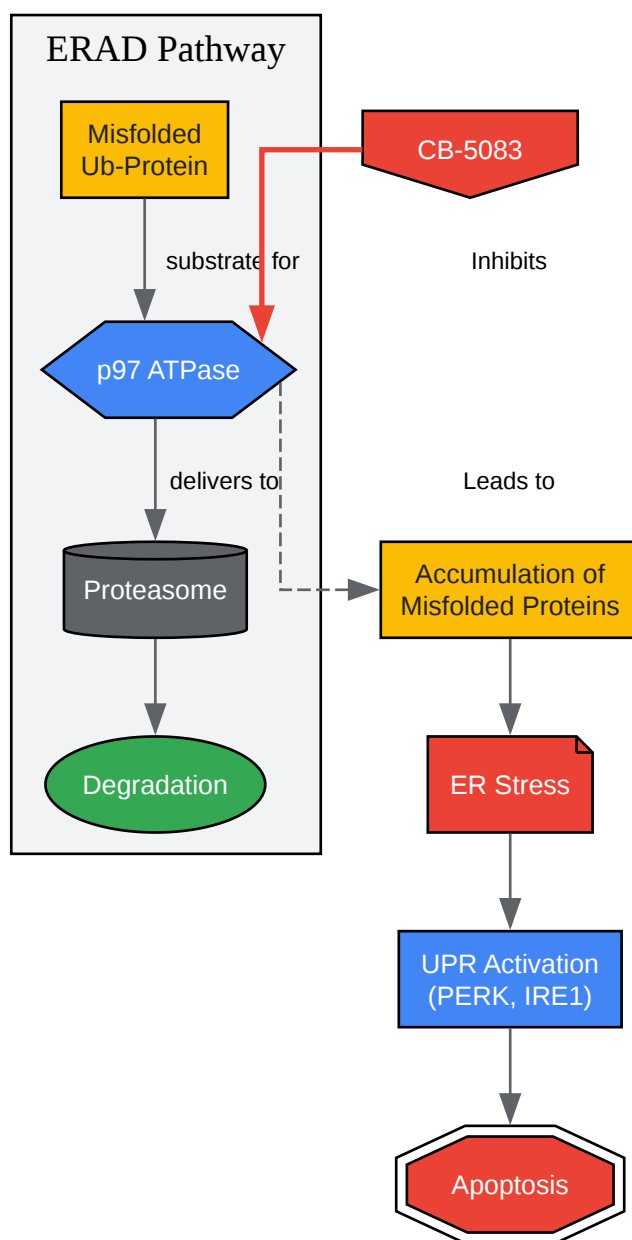 ERAD Pathway
Misfolded
Ub-Protein
CB-5083
substrate for
Inhibits
p97 ATPase
delivers to
Leads to
Proteasome
Accumulation of
Misfolded Proteins
Degradation
ER Stress
UPR Activation
(PERK, IRE1)
Apoptosis